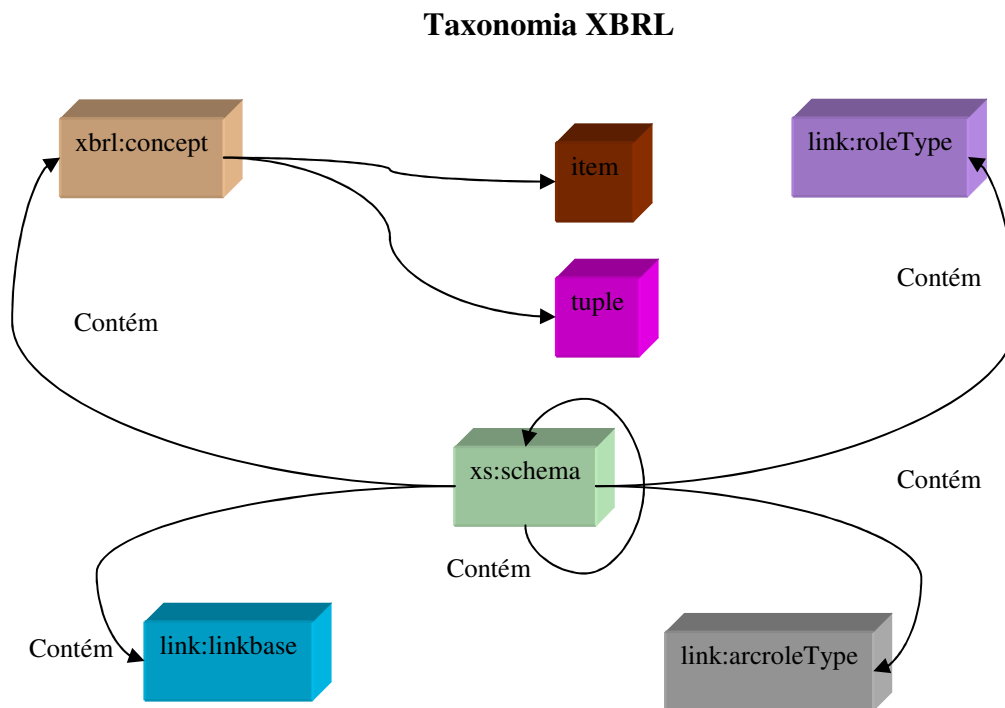 Taxonomia XBRL
xbrl:concept
item
link:roleType
Contém
tuple
Contém
xs:schema
Contém
Contém
link:linkbase
Contém
link:arcroleType